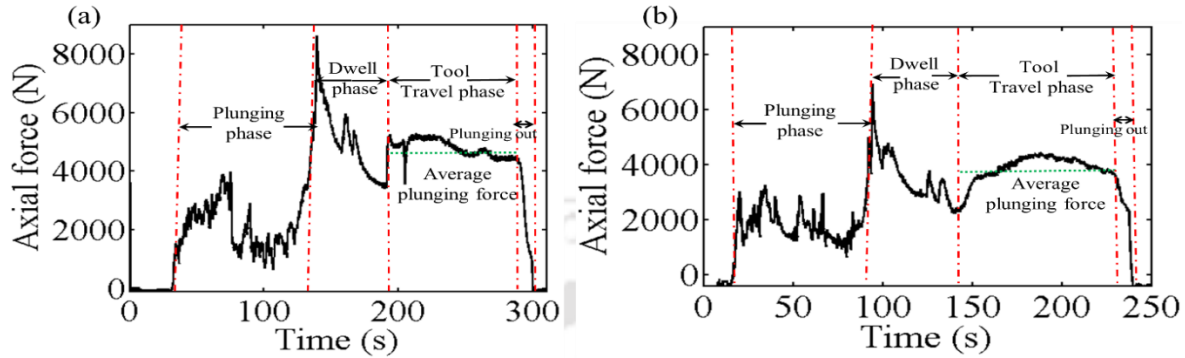 (a)
Axial force (N)
8000
6000
4000
2000
0
Plunging
phase
Dwell
phase
Tool
Travel phase
Plunging out
Average
plunging force
0
100
200
300
Time (s)
(b)
Axial force (N)
8000
6000
4000
2000
0
Plunging
phase
Dwell
phase
Tool
Travel phase
Plunging out
Average
plunging force
0
50
100
150
200
250
Time (s)